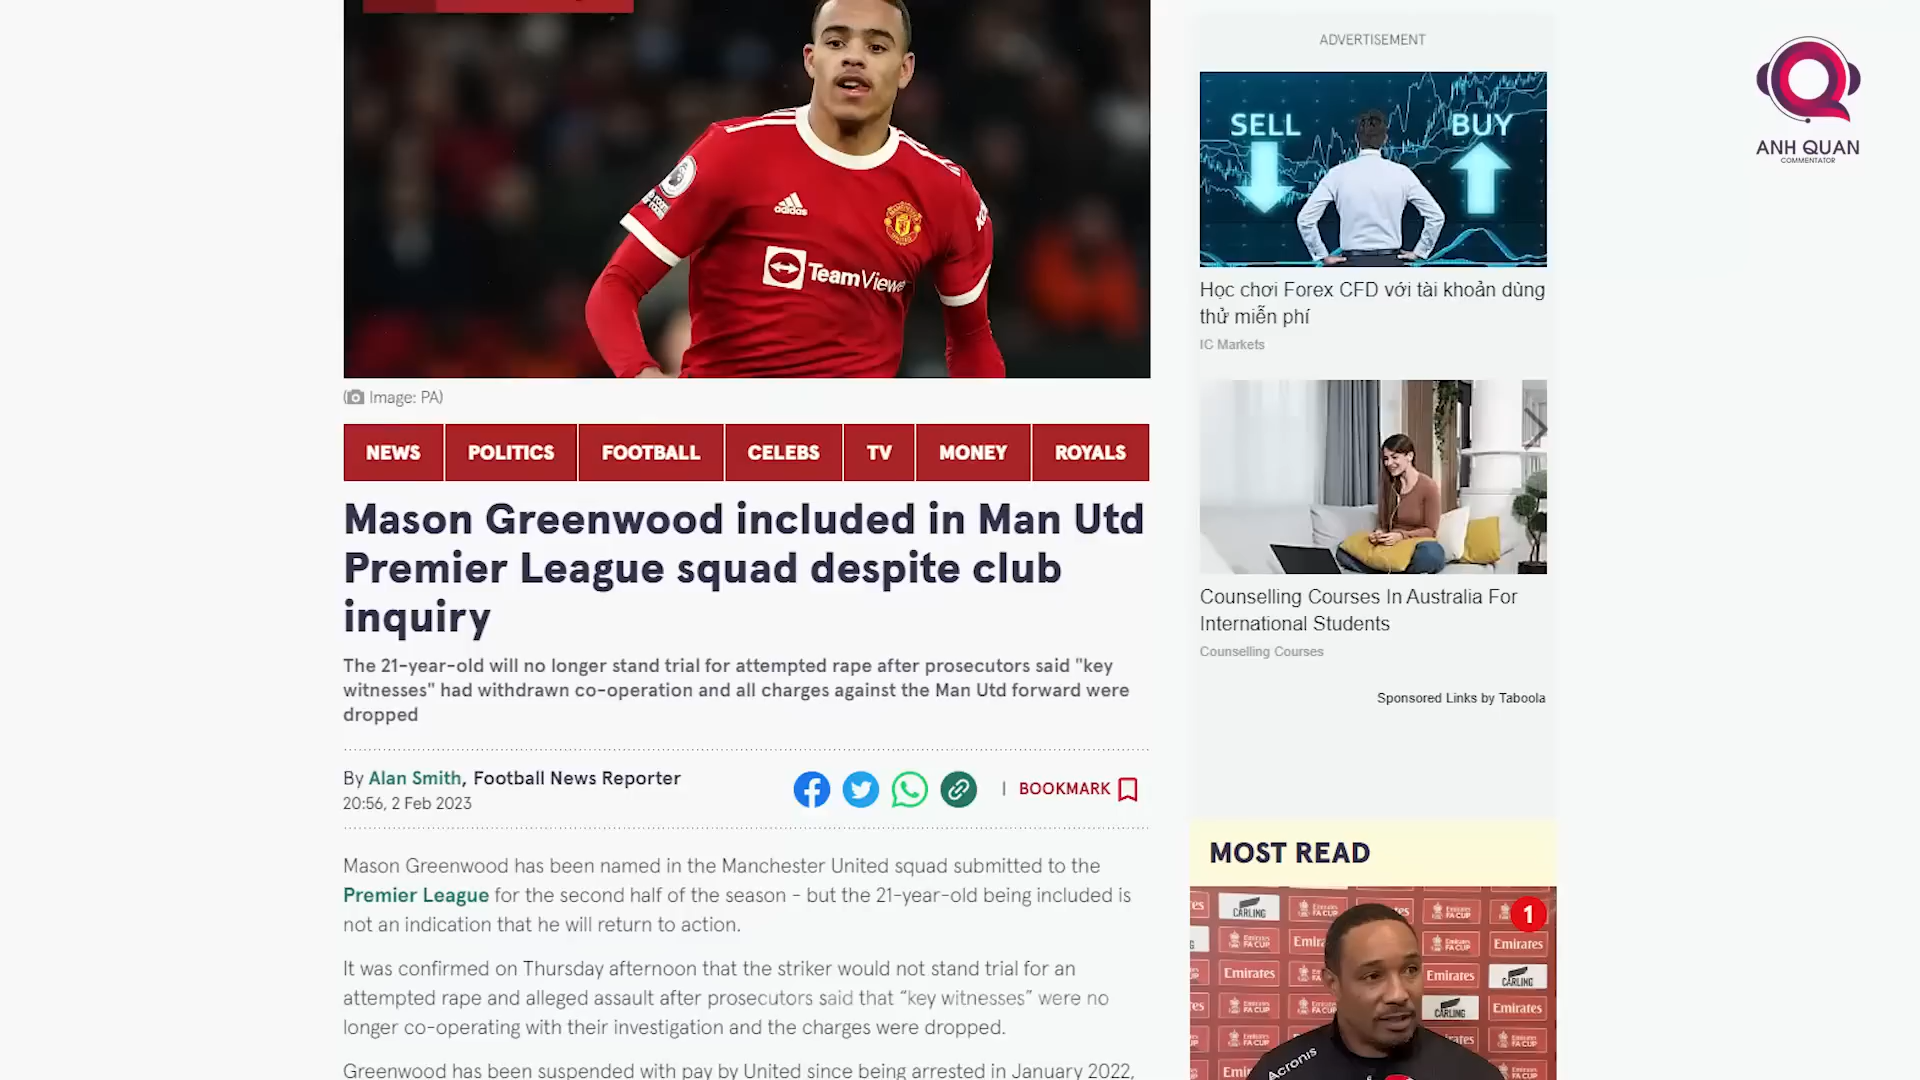 ADVERTISEMENT
SELL
BUY
ANH QUAN
COMMENTATOR
adidas
TeamViewer
Học chơi Forex CFD với tài khoản dùng
thử miễn phí
IC Markets
(Image: PA)
NEWS
POLITICS
FOOTBALL
CELEBS
TV
MONEY
ROYALS
Mason Greenwood included in Man Utd
Premier League squad despite club
inquiry
The 21-year-old will no longer stand trial for attempted rape after prosecutors said "key
witnesses" had withdrawn co-operation and all charges against the Man Utd forward were
dropped
By Alan Smith, Football News Reporter
20:56, 2 Feb 2023
BOOKMARK
Mason Greenwood has been named in the Manchester United squad submitted to the
Premier League for the second half of the season - but the 21-year-old being included is
not an indication that he will return to action.
It was confirmed on Thursday afternoon that the striker would not stand trial for an
attempted rape and alleged assault after prosecutors said that “key witnesses” were no
longer co-operating with their investigation and the charges were dropped.
Greenwood has been suspended with pay by United since being arrested in January 2022,
Counselling Courses In Australia For
International Students
Counselling Courses
Sponsored Links by Taboola
MOST READ
1
CARLING
Emirates
FA CUP
Emirates
CARLING
Emirates
Emirates
CARLING
Emirates
Emirates
Acronis